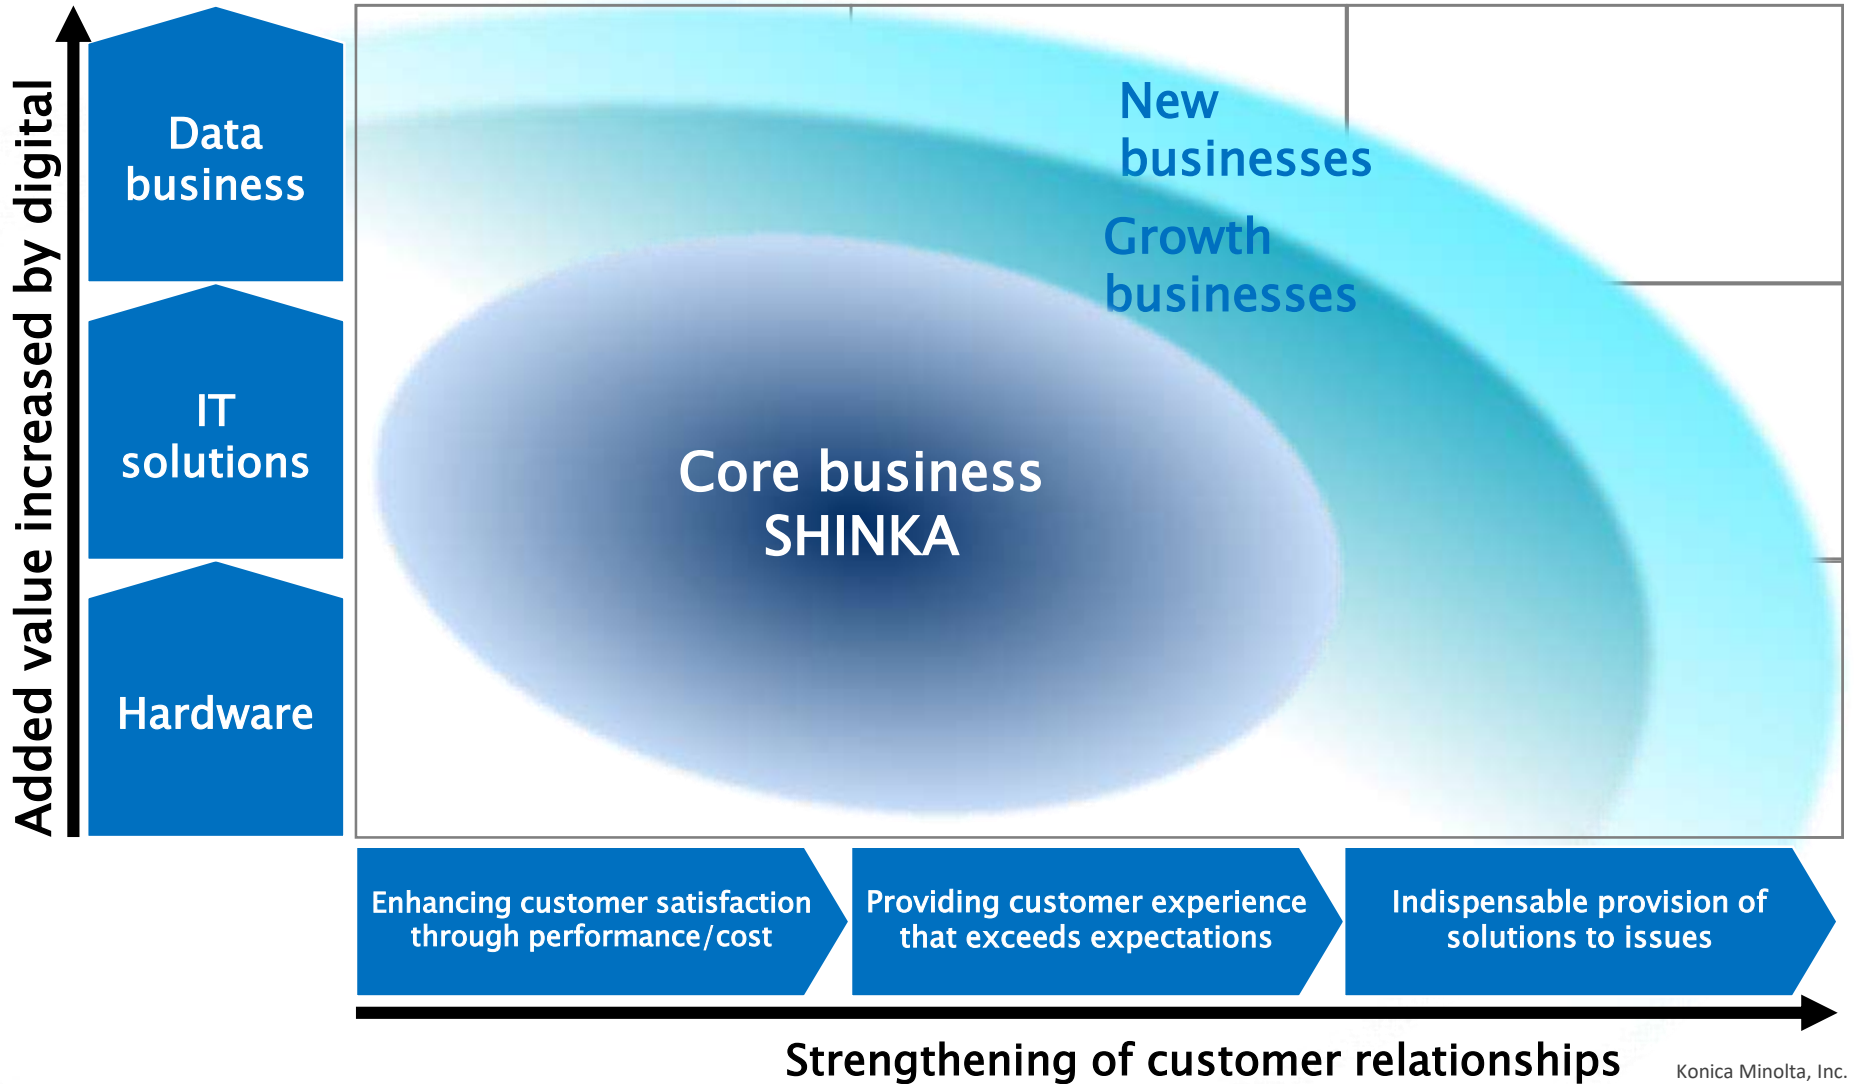 Added value increased by digital
Data
business
IT
solutions
Hardware
New
businesses
Growth
businesses
Core business
SHINKA
Enhancing customer satisfaction
through performance/cost
Providing customer experience
that exceeds expectations
Indispensable provision of
solutions to issues
Strengthening of customer relationships
Konica Minolta, Inc.